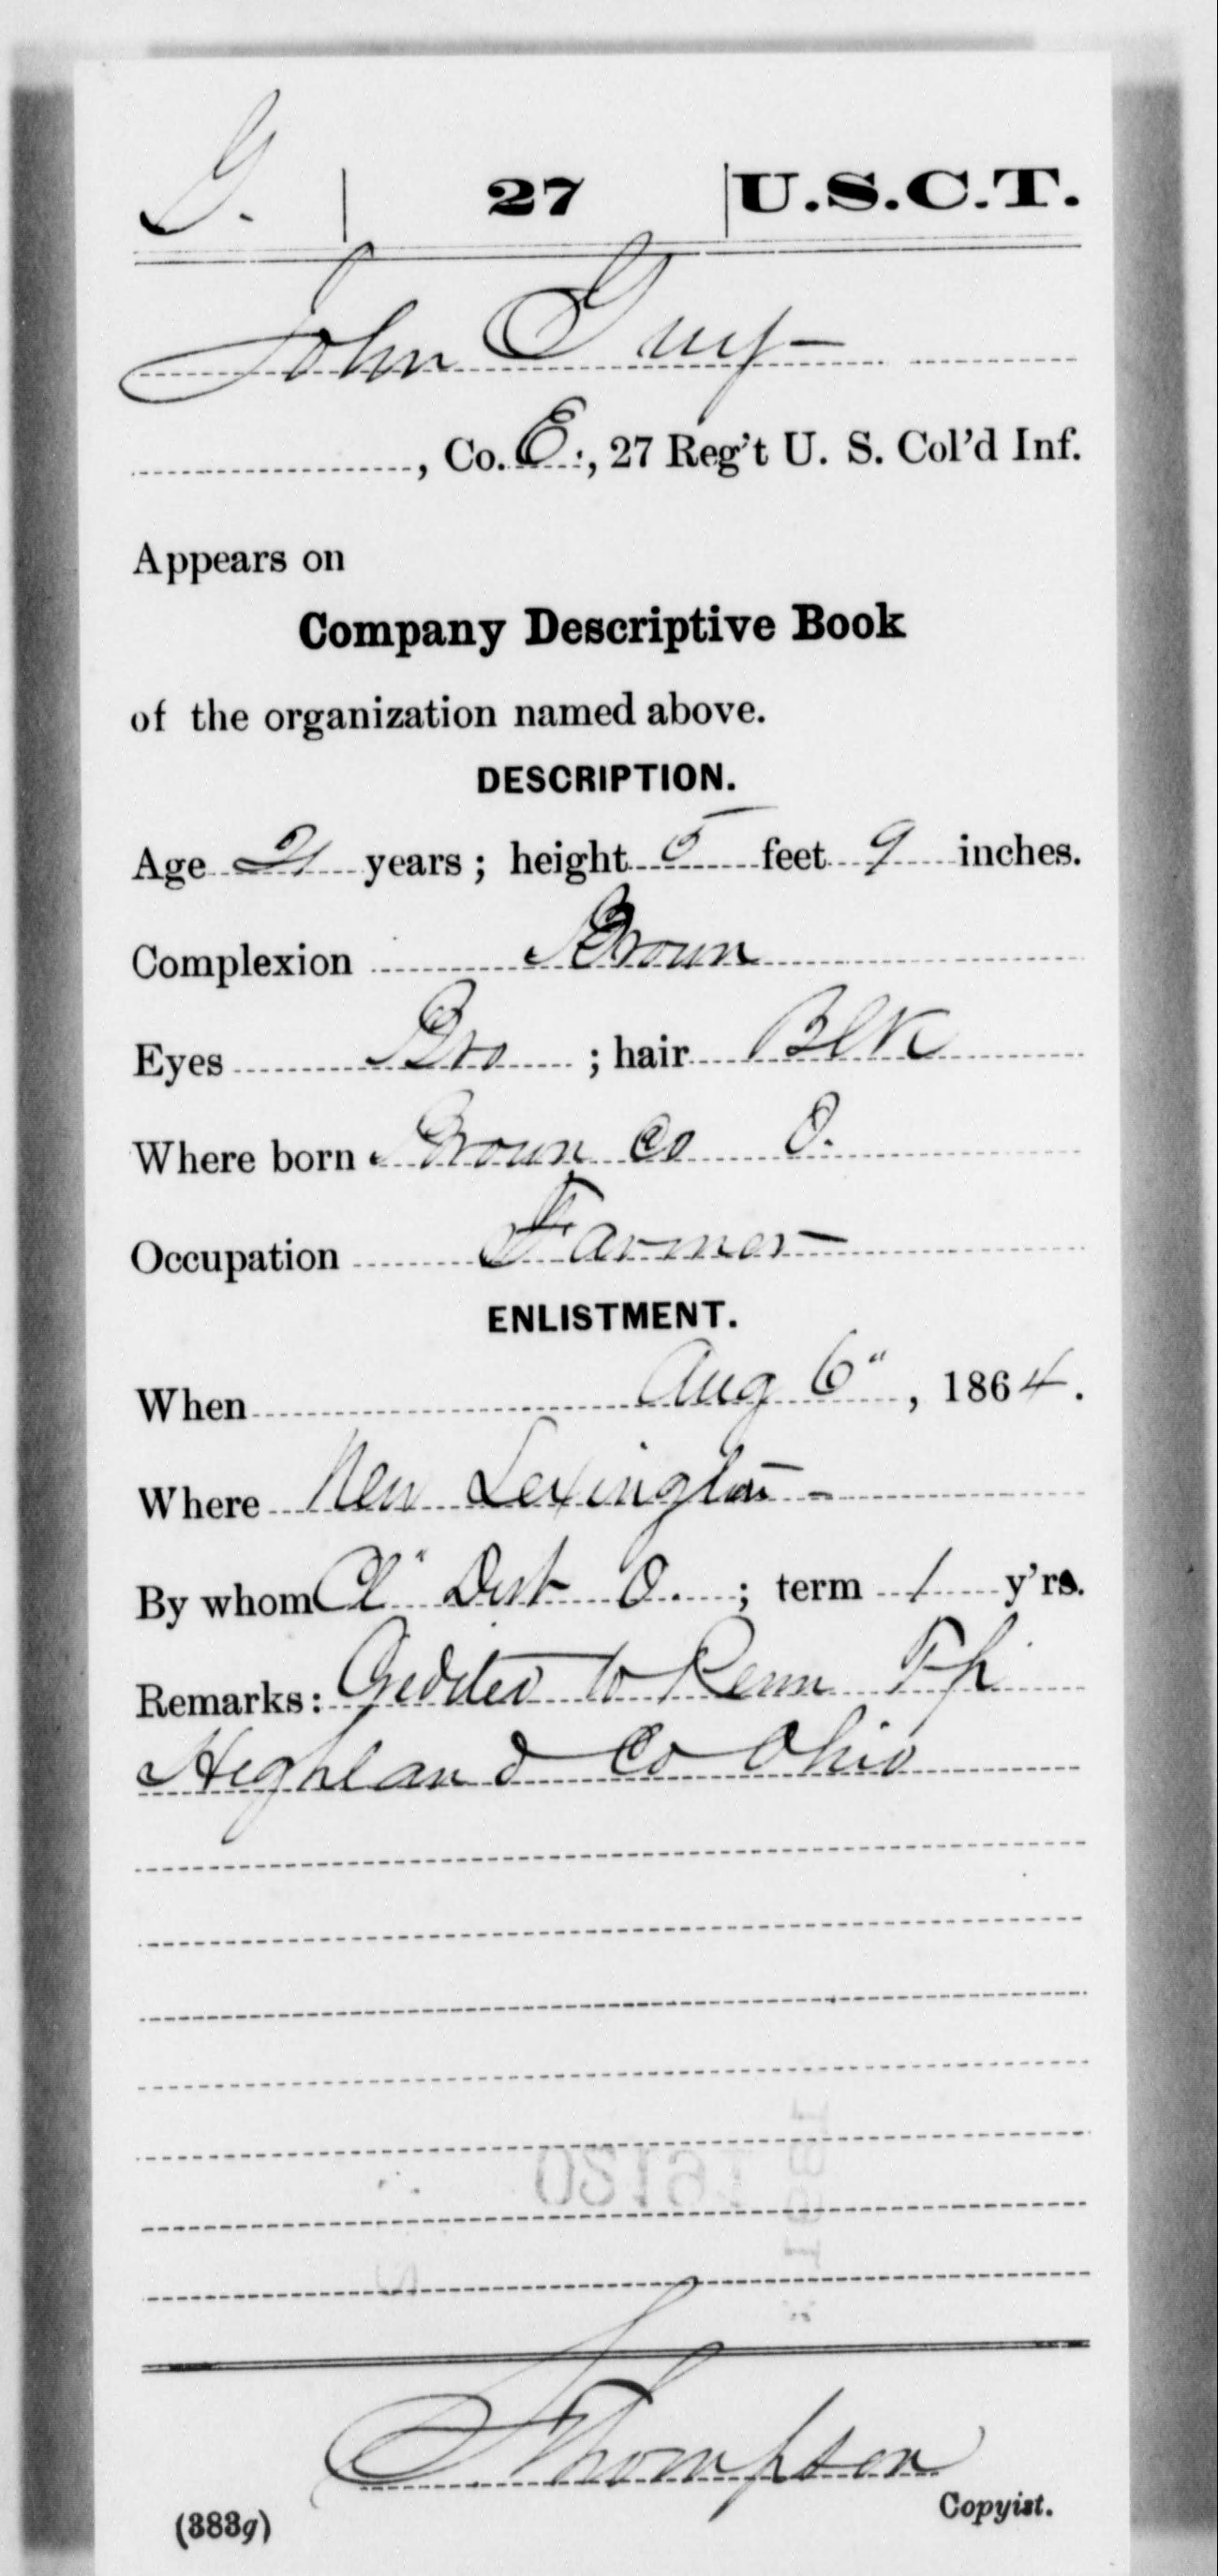 G. | 27 | U.S.C.T.
John Guy
, Co. E., 27 Reg't U. S. Col'd Inf.
Appears on
Company Descriptive Book
of the organization named above.
DESCRIPTION.
Age 21 years; height 5 feet 9 inches.
Complexion Brown
Eyes Bro ; hair Blk
Where born Brown Co O.
Occupation Farmer
ENLISTMENT.
When Aug 6", 1864.
Where New Lexington
By whom Dist O. ; term 1 y'rs.
Remarks: Credited to Penn Tp
Highland Co Ohio
Thompson
Copyist.
(383g)